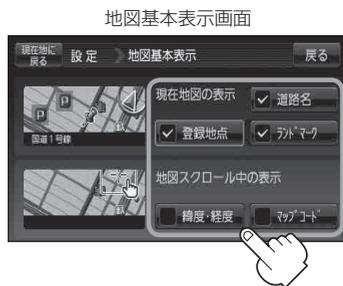 地図基本表示画面
現在地に
戻る
設定
地図基本表示
戻る
現在地図の表示
道路名
登録地点
ﾗﾝﾄﾞﾏｰｸ
国道1号線
地図スクロール中の表示
緯度･経度
ﾏｯﾌﾟｺｰﾄﾞ